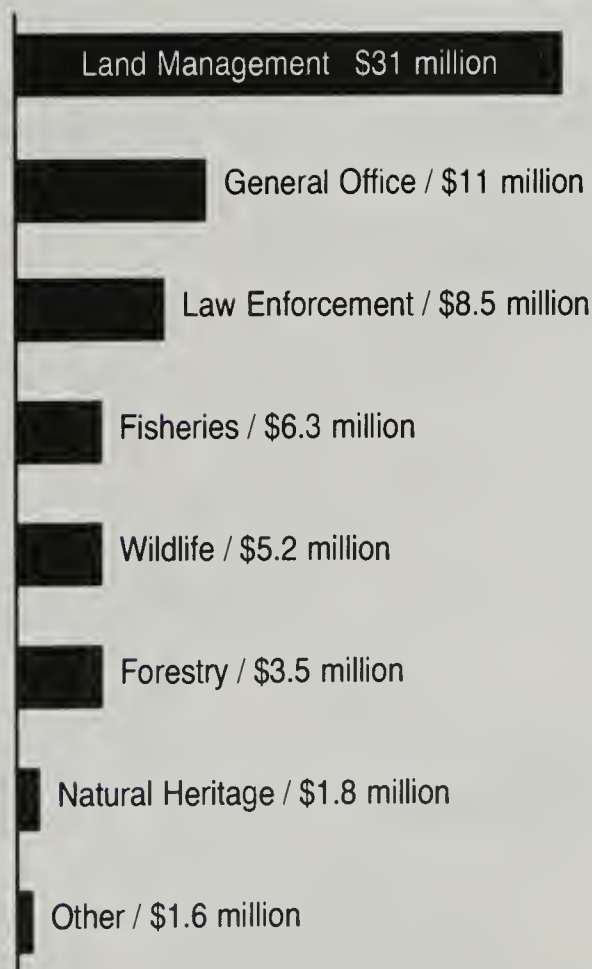 Land Management $31 million
General Office / $11 million
Law Enforcement / $8.5 million
Fisheries / $6.3 million
Wildlife / $5.2 million
Forestry / $3.5 million
Natural Heritage / $1.8 million
Other / $1.6 million